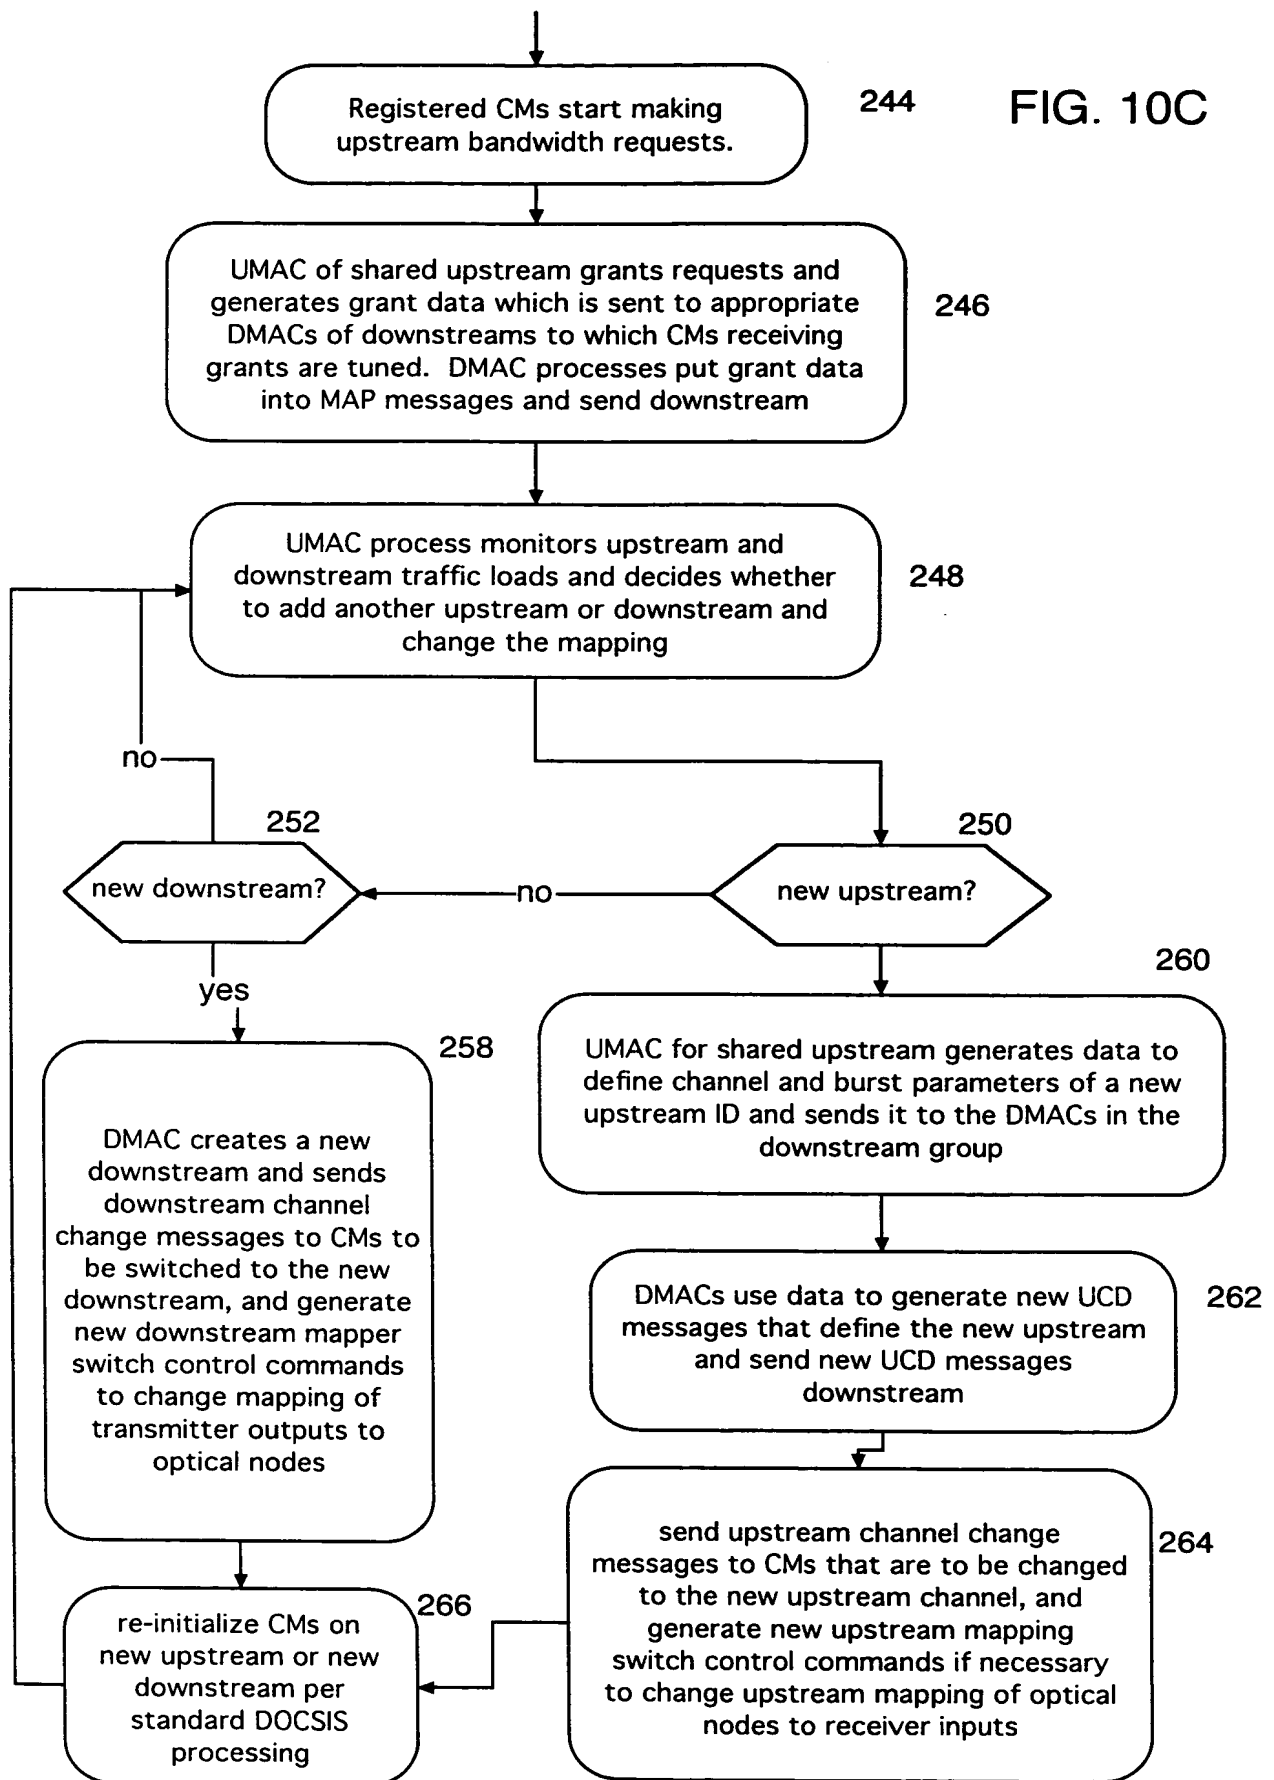 244
FIG. 10C
Registered CMs start making
upstream bandwidth requests.
UMAC of shared upstream grants requests and
generates grant data which is sent to appropriate
DMACs of downstreams to which CMs receiving
grants are tuned. DMAC processes put grant data
into MAP messages and send downstream
246
UMAC process monitors upstream and
downstream traffic loads and decides whether
to add another upstream or downstream and
change the mapping
248
no
252
250
new downstream?
no
new upstream?
yes
260
258
UMAC for shared upstream generates data to
define channel and burst parameters of a new
upstream ID and sends it to the DMACs in the
downstream group
DMAC creates a new
downstream and sends
downstream channel
change messages to CMs to
be switched to the new
downstream, and generate
new downstream mapper
switch control commands
to change mapping of
transmitter outputs to
optical nodes
DMACs use data to generate new UCD
messages that define the new upstream
and send new UCD messages
downstream
262
send upstream channel change
messages to CMs that are to be changed
to the new upstream channel, and
generate new upstream mapping
switch control commands if necessary
to change upstream mapping of optical
nodes to receiver inputs
264
266
re-initialize CMs on
new upstream or new
downstream per
standard DOCSIS
processing